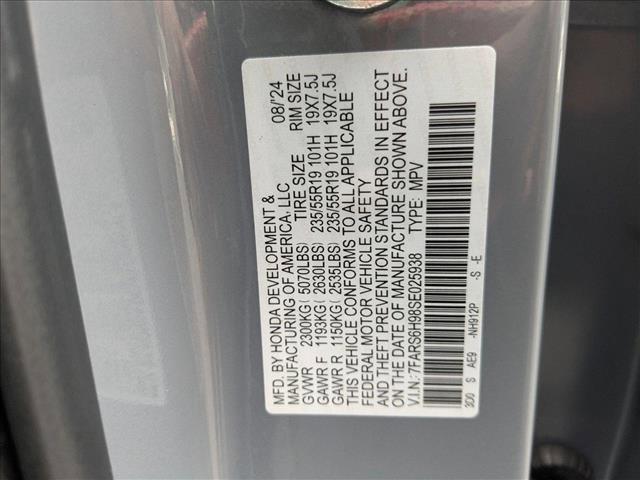 MFD. BY HONDA DEVELOPMENT &
MANUFACTURING OF AMERICA, LLC 08/'24
GVWR 2300KG( 5070LBS) TIRE SIZE RIM SIZE
GAWR F 1193KG( 2630LBS) 235/55R19 101H 19X7.5J
GAWR R 1150KG( 2535LBS) 235/55R19 101H 19X7.5J
THIS VEHICLE CONFORMS TO ALL APPLICABLE
FEDERAL MOTOR VEHICLE SAFETY
AND THEFT PREVENTION STANDARDS IN EFFECT
ON THE DATE OF MANUFACTURE SHOWN ABOVE.
V.I.N.: 7FARS6H98SE025938 TYPE: MPV
3D0 S AE9 -NH912P -S -E